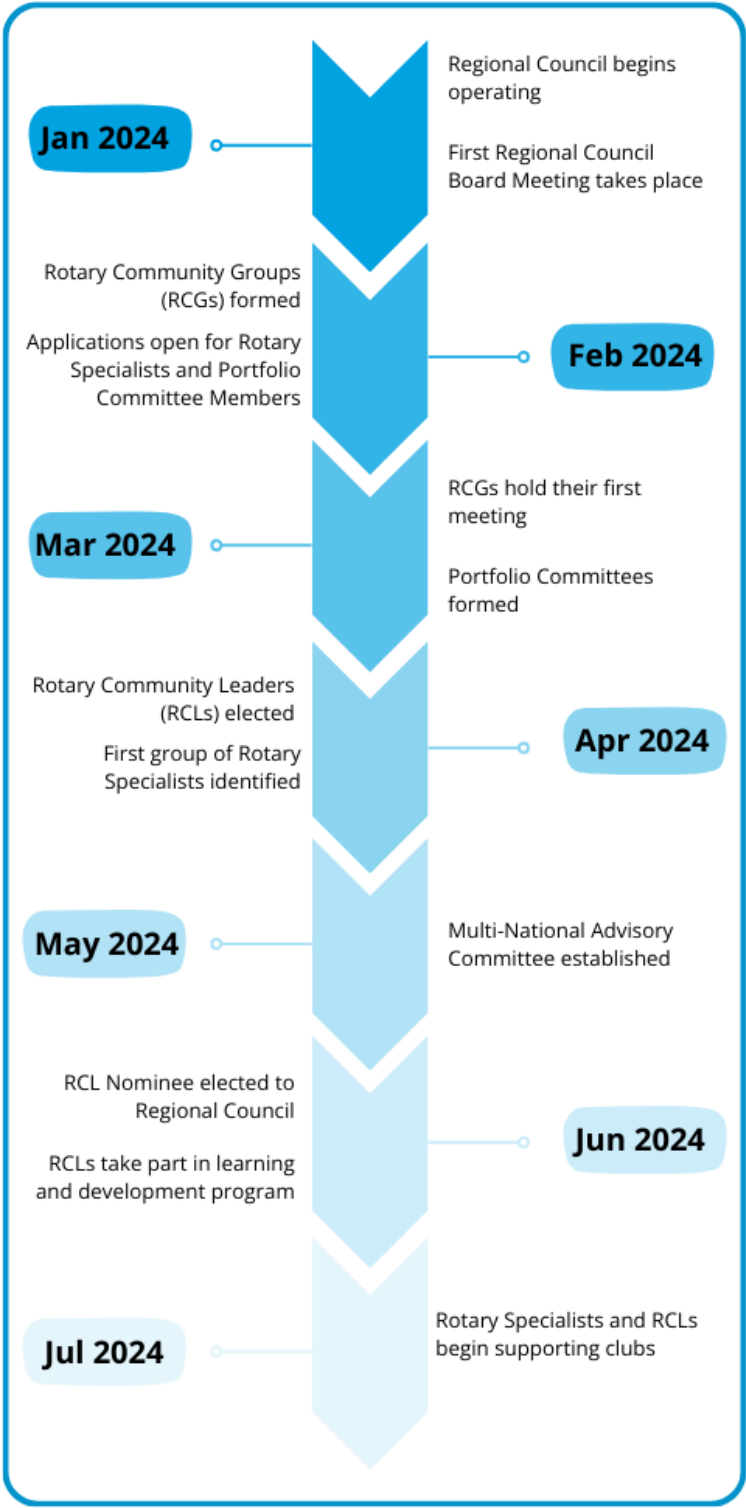 Jan 2024
Regional Council begins
operating
First Regional Council
Board Meeting takes place
Rotary Community Groups
(RCGs) formed
Applications open for Rotary
Specialists and Portfolio
Committee Members
Feb 2024
Mar 2024
RCGs hold their first
meeting
Portfolio Committees
formed
Rotary Community Leaders
(RCLs) elected
First group of Rotary
Specialists identified
Apr 2024
May 2024
Multi-National Advisory
Committee established
RCL Nominee elected to
Regional Council
RCLs take part in learning
and development program
Jun 2024
Jul 2024
Rotary Specialists and RCLs
begin supporting clubs